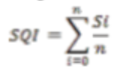 SQI = \sum_{i=0}^{n} \frac{Si}{n}